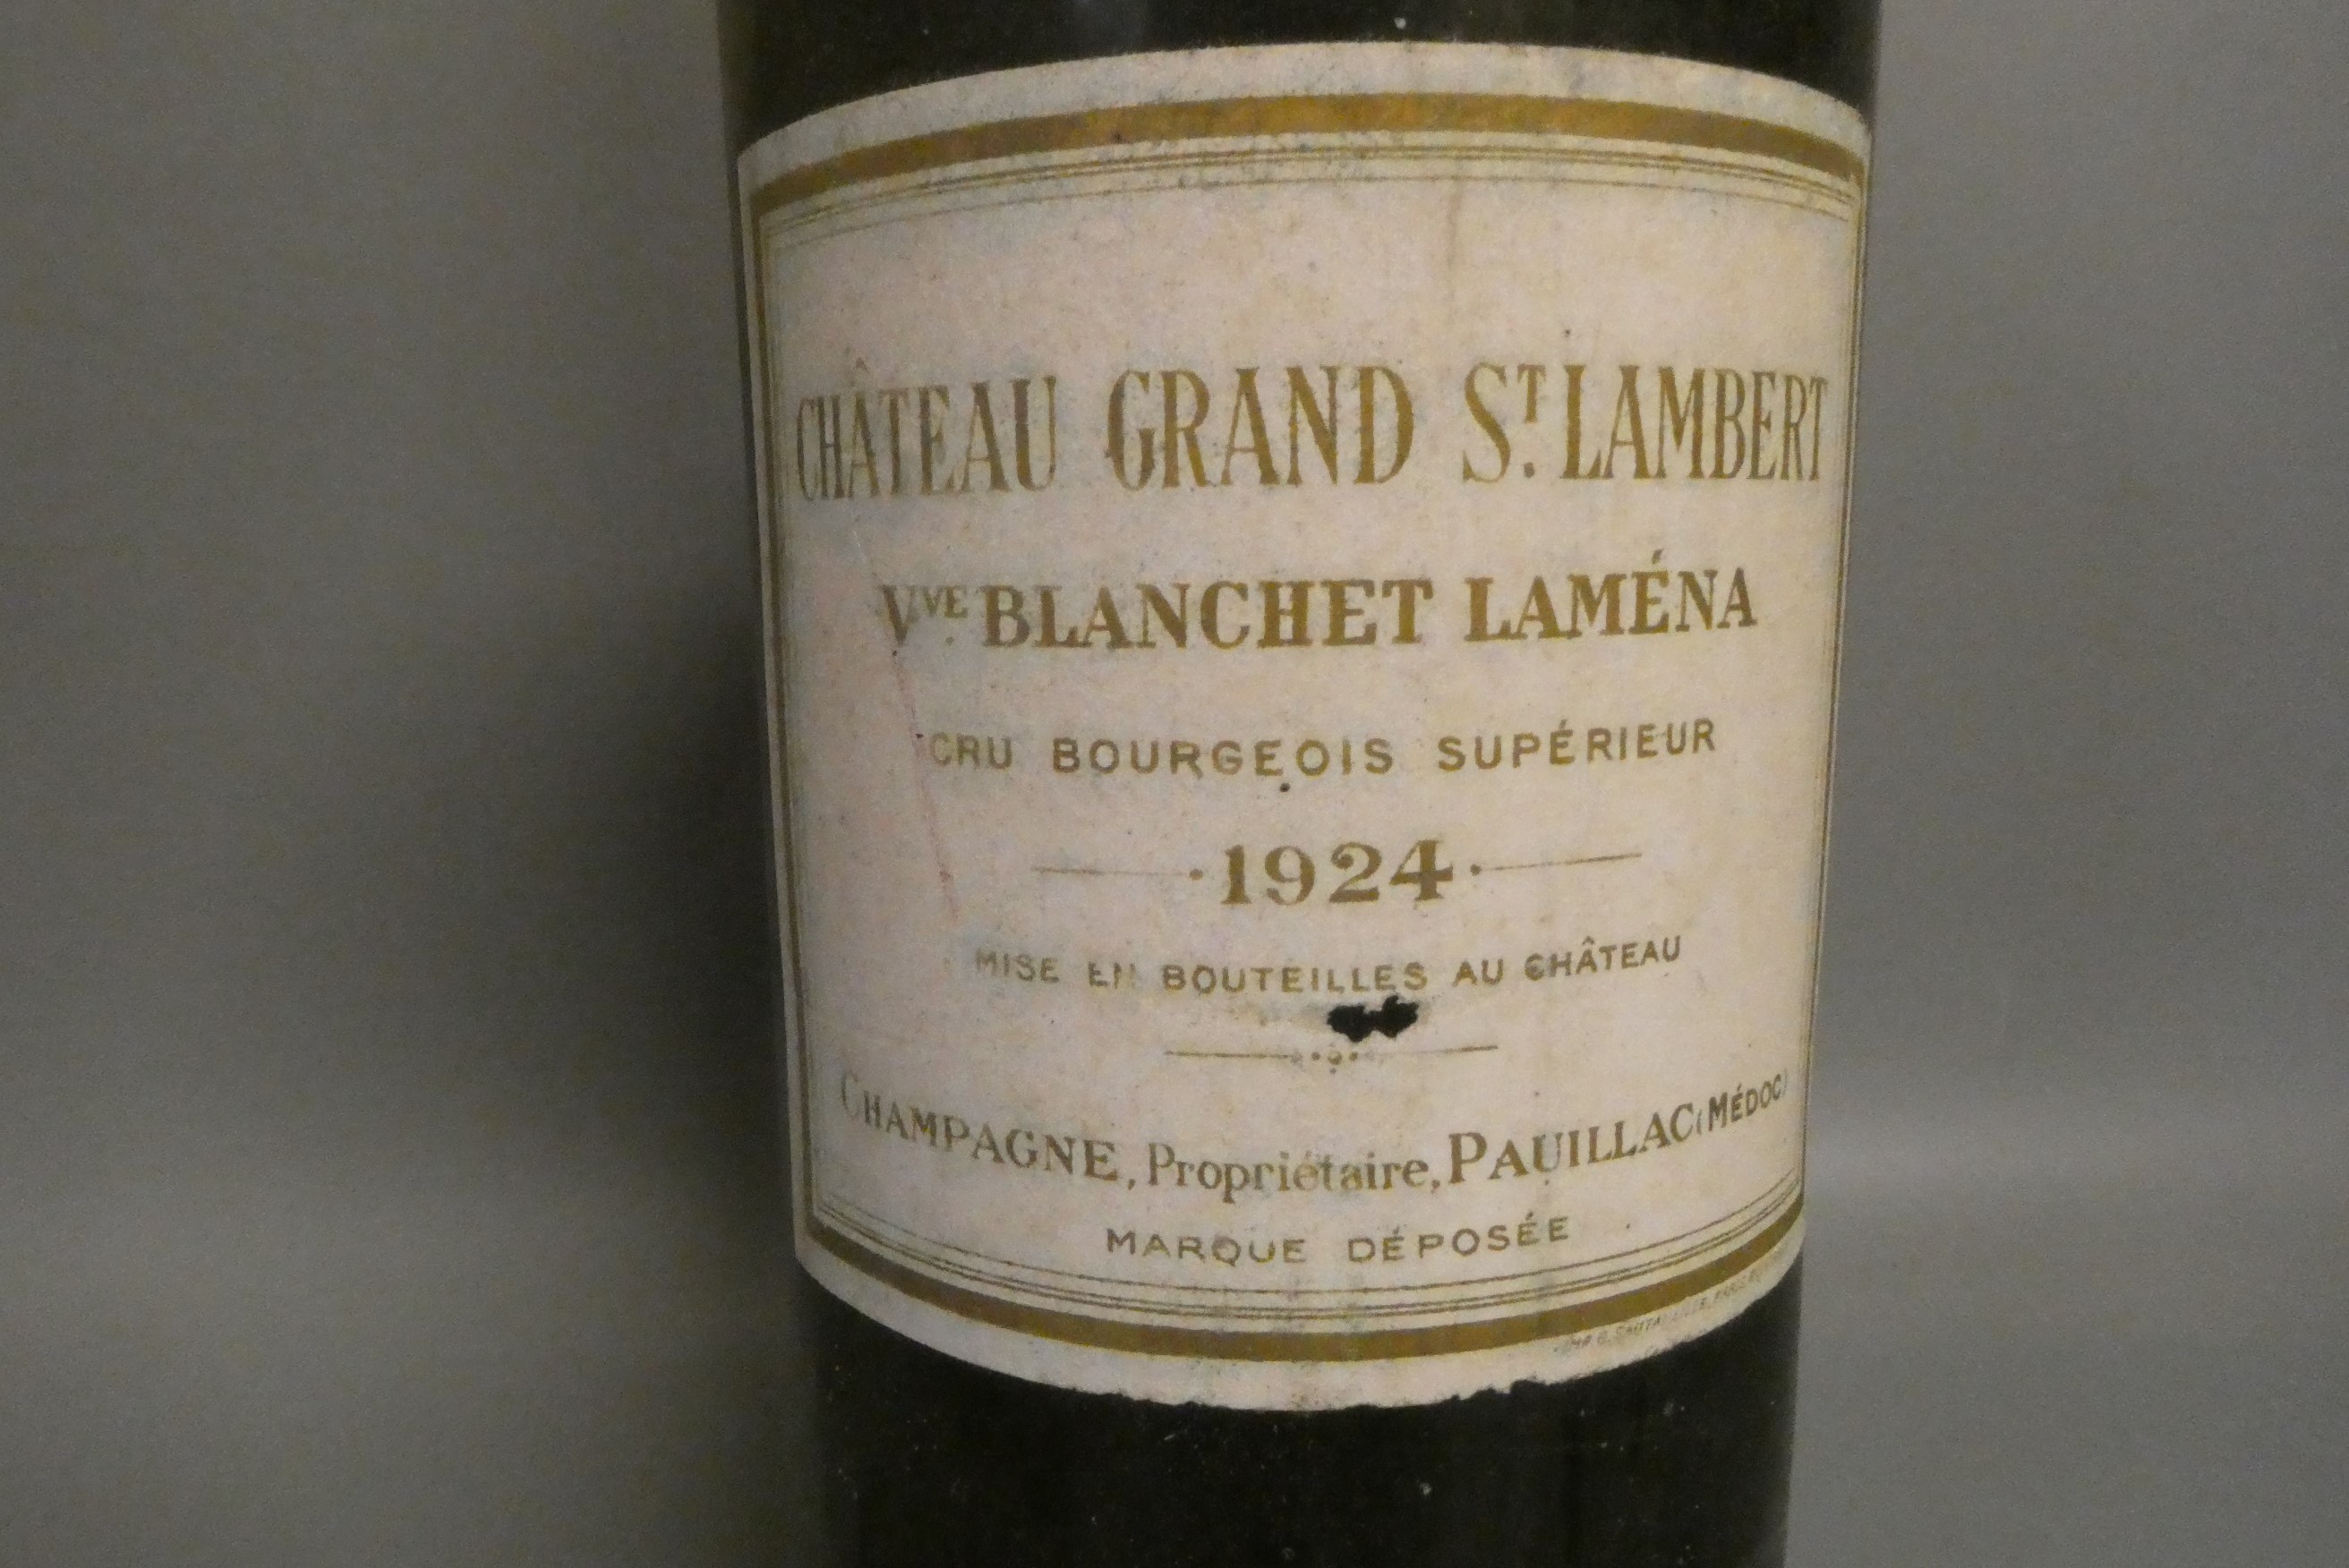 CHÂTEAU GRAND ST. LAMBERT
VVE BLANCHET LAMÉNA
CRU BOURGEOIS SUPÉRIEUR
·1924·
MISE EN BOUTEILLES AU CHÂTEAU
CHAMPAGNE, Propriétaire, PAUILLAC (MÉDOC)
MARQUE DÉPOSÉE
IMP G.